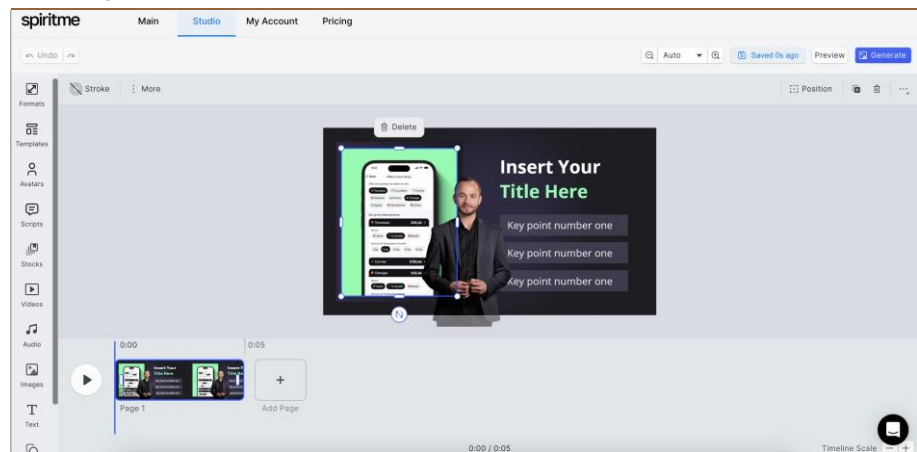 spiritme Main Studio My Account Pricing
Undo Auto Saved 0s ago Preview Generate
Stroke More Position
Formats
Templates
Avatars
Scripts
Stocks
Videos
Audio
Images
Text
Delete
Insert Your
Title Here
Key point number one
Key point number one
Key point number one
0:00 0:05
Page 1 Add Page
0:00 / 0:05 Timeline Scale